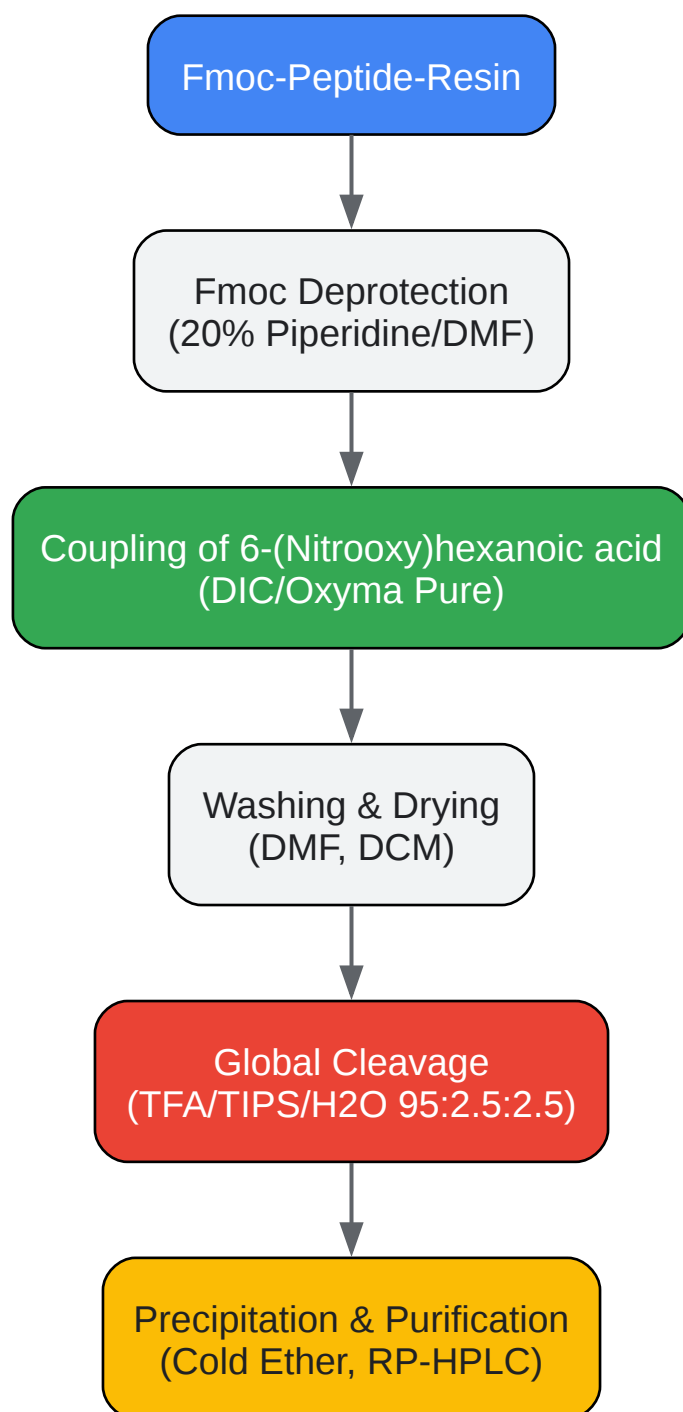 Fmoc-Peptide-Resin
Fmoc Deprotection
(20% Piperidine/DMF)
Coupling of 6-(Nitrooxy)hexanoic acid
(DIC/Oxyma Pure)
Washing & Drying
(DMF, DCM)
Global Cleavage
(TFA/TIPS/H2O 95:2.5:2.5)
Precipitation & Purification
(Cold Ether, RP-HPLC)